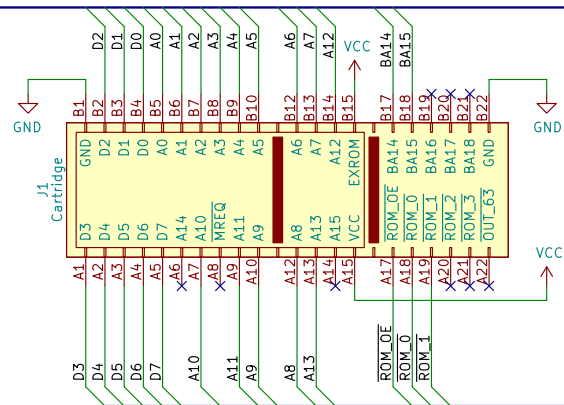 D2
D1
D0
A0
A1
A2
A3
A4
A5
A6
A7
A12
VCC
BA14
BA15
B1
B2
B3
B4
B5
B6
B7
B8
B9
B10
B12
B13
B14
B15
B17
B18
B19
B20
B21
B22
GND
GND
J1
Cartridge
GND
D2
D1
D0
A0
A1
A2
A3
A4
A5
A6
A7
A12
EXROM
BA14
BA15
BA16
BA17
BA18
GND
D3
D4
D5
D6
D7
A14
A10
MREQ
A11
A9
A8
A13
A15
VCC
ROM_OE
ROM_0
ROM_1
ROM_2
ROM_3
OUT_63
VCC
A1
A2
A3
A4
A5
A6
A7
A8
A9
A10
A12
A13
A14
A15
A17
A18
A19
A20
A21
A22
D3
D4
D5
D6
D7
A10
A11
A9
A8
A13
ROM_OE
ROM_0
ROM_1